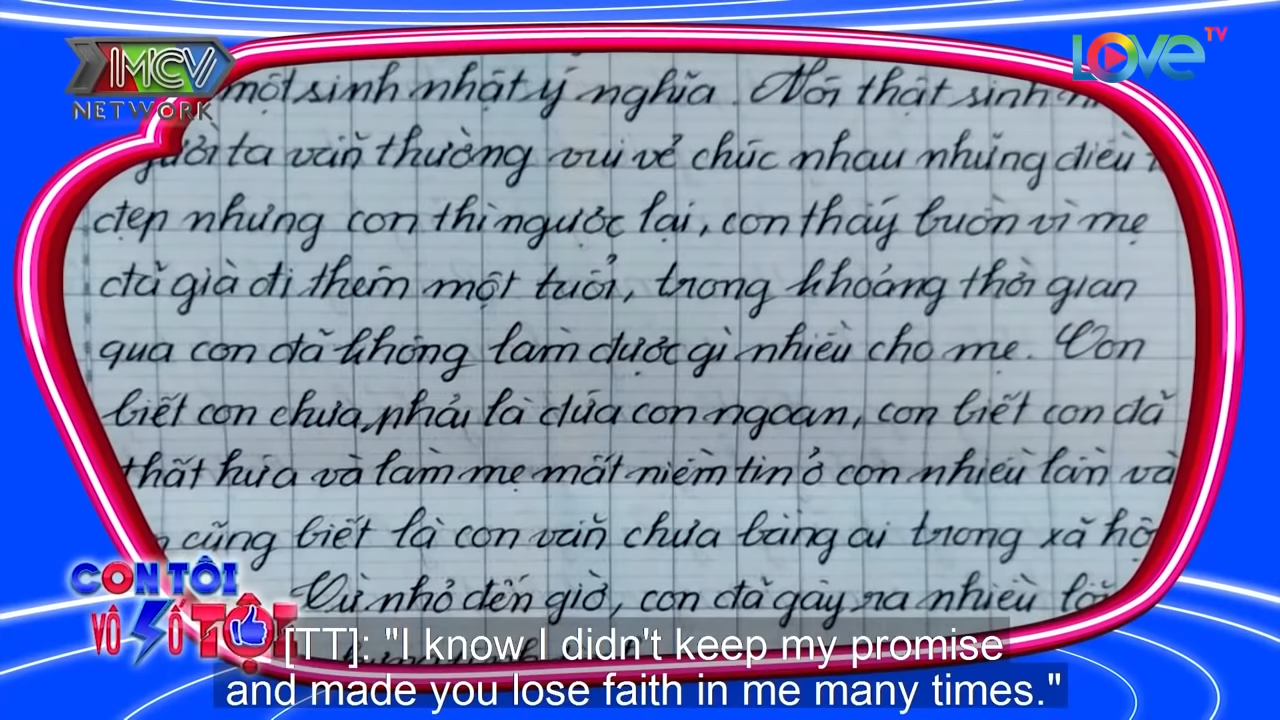 MCV
NETWORK
LOVE TV
một sinh nhật ý nghĩa. Nói thật sinh
người ta vẫn thường vui vẻ chúc nhau những điều
đẹp nhưng con thì ngược lại, con thấy buồn vì mẹ
đã già đi thêm một tuổi, trong khoảng thời gian
qua con đã không làm được gì nhiều cho mẹ. Con
biết con chưa phải là đứa con ngoan, con biết con đã
thất hứa và làm mẹ mất niềm tin ở con nhiều lần và
cũng biết là con vẫn chưa bằng ai trong xã hộ
Từ nhỏ đến giờ, con đã gây ra nhiều
CON TÔI
VÔ SỐ TỘI
[TT]: "I know I didn't keep my promise
and made you lose faith in me many times."